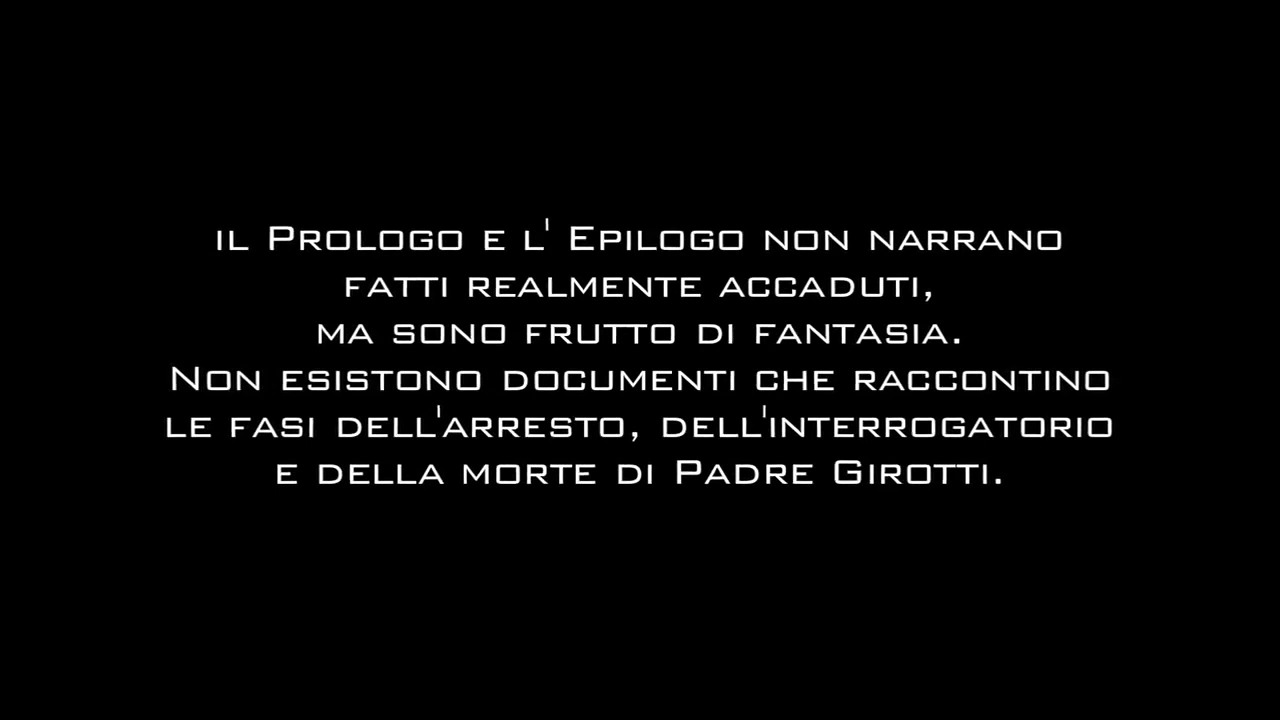 il Prologo e l' Epilogo non narrano
fatti realmente accaduti,
ma sono frutto di fantasia.
Non esistono documenti che raccontino
le fasi dell'arresto, dell'interrogatorio
e della morte di Padre Girotti.